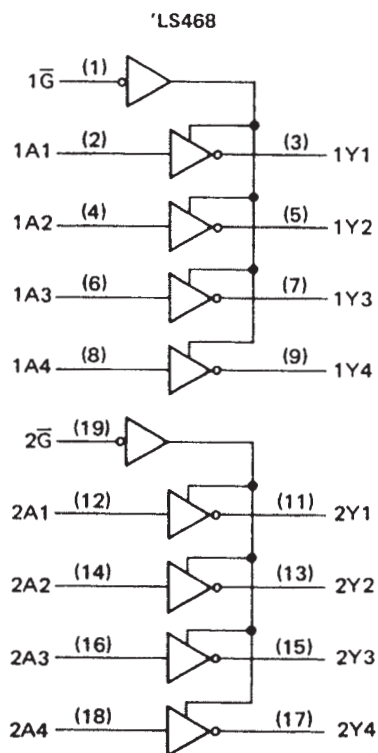 'LS468
1G̅ (1)
1A1 (2) (3) 1Y1
1A2 (4) (5) 1Y2
1A3 (6) (7) 1Y3
1A4 (8) (9) 1Y4
2G̅ (19)
2A1 (12) (11) 2Y1
2A2 (14) (13) 2Y2
2A3 (16) (15) 2Y3
2A4 (18) (17) 2Y4